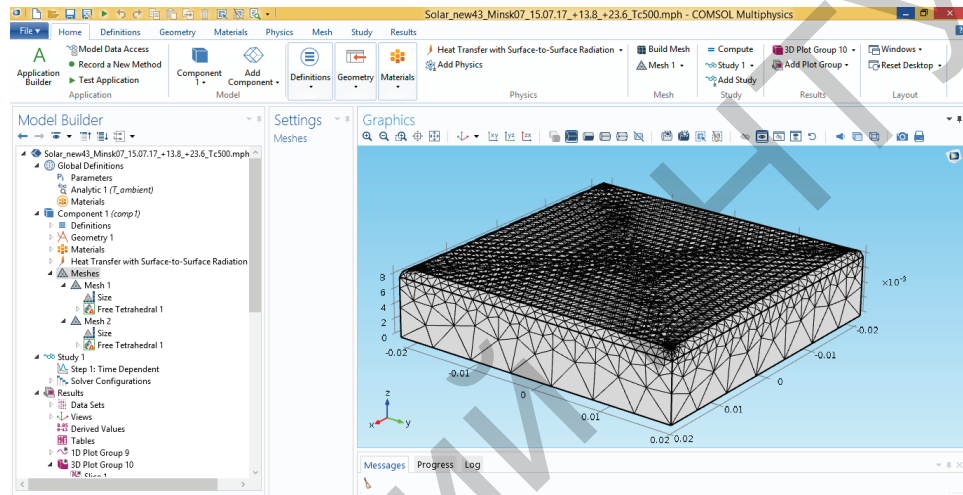 Solar_new43_Minsk07_15.07.17_+13.8_+23.6_Tc500.mph - COMSOL Multiphysics
File Home Definitions Geometry Materials Physics Mesh Study Results
Application Builder
Model Data Access
Record a New Method
Test Application
Application
Component 1
Add Component
Model
Definitions
Geometry
Materials
Heat Transfer with Surface-to-Surface Radiation
Add Physics
Physics
Build Mesh
Mesh 1
Mesh
Compute
Study 1
Add Study
Study
3D Plot Group 10
Add Plot Group
Results
Windows
Reset Desktop
Layout
Model Builder
Solar_new43_Minsk07_15.07.17_+13.8_+23.6_Tc500.mph
Global Definitions
Pi Parameters
Analytic 1 (T_ambient)
Materials
Component 1 (comp1)
Definitions
Geometry 1
Materials
Heat Transfer with Surface-to-Surface Radiation
Meshes
Mesh 1
Size
Free Tetrahedral 1
Mesh 2
Size
Free Tetrahedral 1
Study 1
Step 1: Time Dependent
Solver Configurations
Results
Data Sets
Views
Derived Values
Tables
1D Plot Group 9
3D Plot Group 10
Slice 1
Settings
Meshes
Graphics
8
6
4
2
0
-0.02
-0.01
0
0.01
0.02 0.02
0.01
0
-0.01
-0.02
×10⁻³
z
x
y
Messages Progress Log